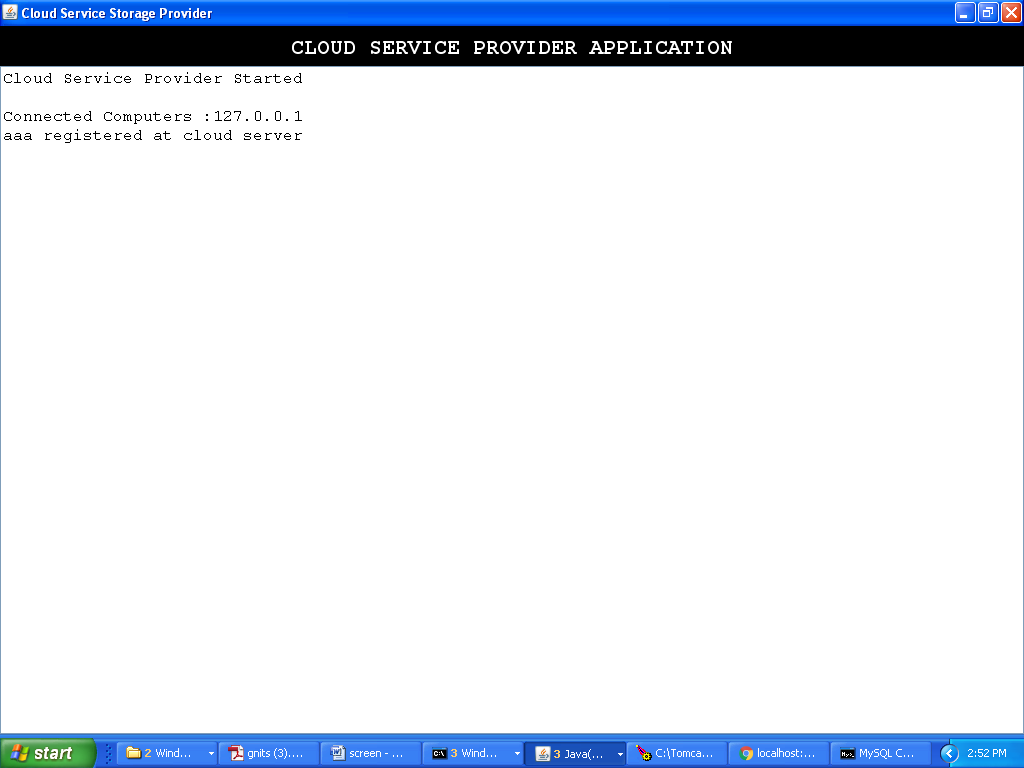 Cloud Service Storage Provider
CLOUD SERVICE PROVIDER APPLICATION
Cloud Service Provider Started
Connected Computers :127.0.0.1
aaa registered at cloud server
start
2 Wind...
gnits (3)....
screen - ...
3 Wind...
3 Java(...
C:\Tomca...
localhost:...
MySQL C...
2:52 PM